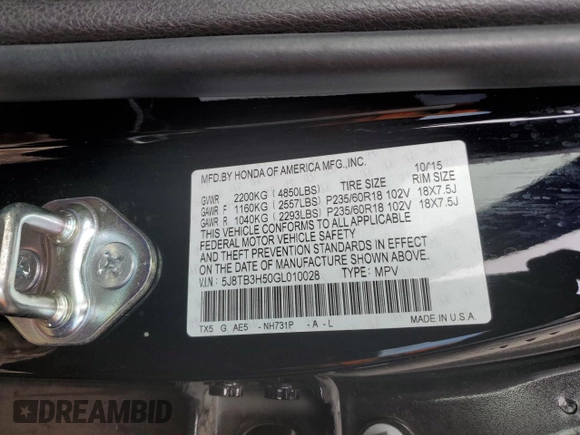 MFD.BY HONDA OF AMERICA MFG.,INC. 10/15
GVWR 2200KG ( 4850LBS) TIRE SIZE RIM SIZE
GAWR F 1160KG ( 2557LBS) P235/60R18 102V 18X7.5J
GAWR R 1040KG ( 2293LBS) P235/60R18 102V 18X7.5J
THIS VEHICLE CONFORMS TO ALL APPLICABLE
FEDERAL MOTOR VEHICLE SAFETY
AND THEFT PREVENTION STANDARDS IN EFFECT
ON THE DATE OF MANUFACTURE SHOWN ABOVE.
V.I.N: 5J8TB3H50GL010028 TYPE: MPV
TX5 G AE5 - NH731P - A - L MADE IN U.S.A.
DREAMBID